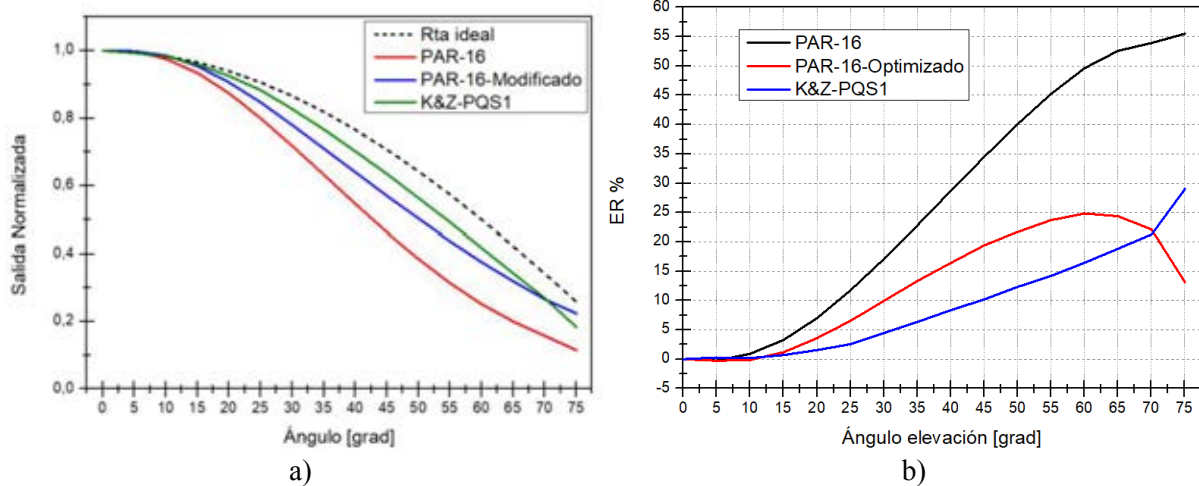 Rta ideal
PAR-16
PAR-16-Modificado
K&Z-PQS1
1,0
0,8
0,6
0,4
0,2
0,0
Salida Normalizada
0 5 10 15 20 25 30 35 40 45 50 55 60 65 70 75
Ángulo [grad]
a)
PAR-16
PAR-16-Optimizado
K&Z-PQS1
60
55
50
45
40
35
30
25
20
15
10
5
0
-5
ER %
0 5 10 15 20 25 30 35 40 45 50 55 60 65 70 75
Ángulo elevación [grad]
b)